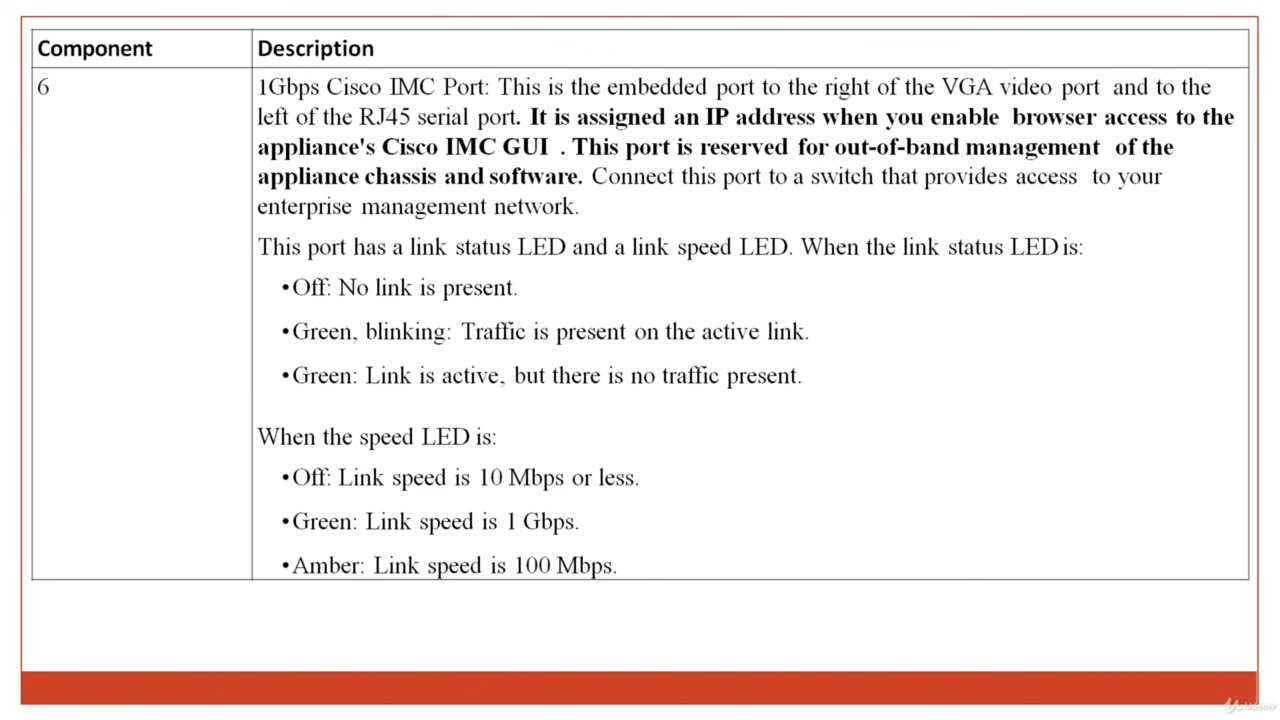 Component Description
6 1Gbps Cisco IMC Port: This is the embedded port to the right of the VGA video port and to the
left of the RJ45 serial port. It is assigned an IP address when you enable browser access to the
appliance's Cisco IMC GUI . This port is reserved for out-of-band management of the
appliance chassis and software. Connect this port to a switch that provides access to your
enterprise management network.
This port has a link status LED and a link speed LED. When the link status LED is:
•Off: No link is present.
•Green, blinking: Traffic is present on the active link.
•Green: Link is active, but there is no traffic present.
When the speed LED is:
•Off: Link speed is 10 Mbps or less.
•Green: Link speed is 1 Gbps.
•Amber: Link speed is 100 Mbps.
Udemy